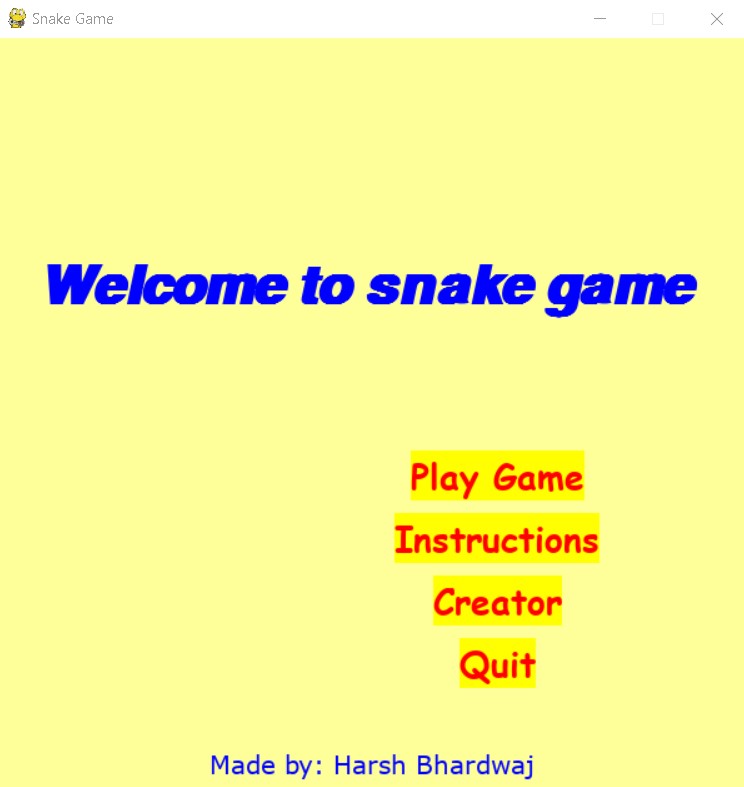 Snake Game
Welcome to snake game
Play Game
Instructions
Creator
Quit
Made by: Harsh Bhardwaj